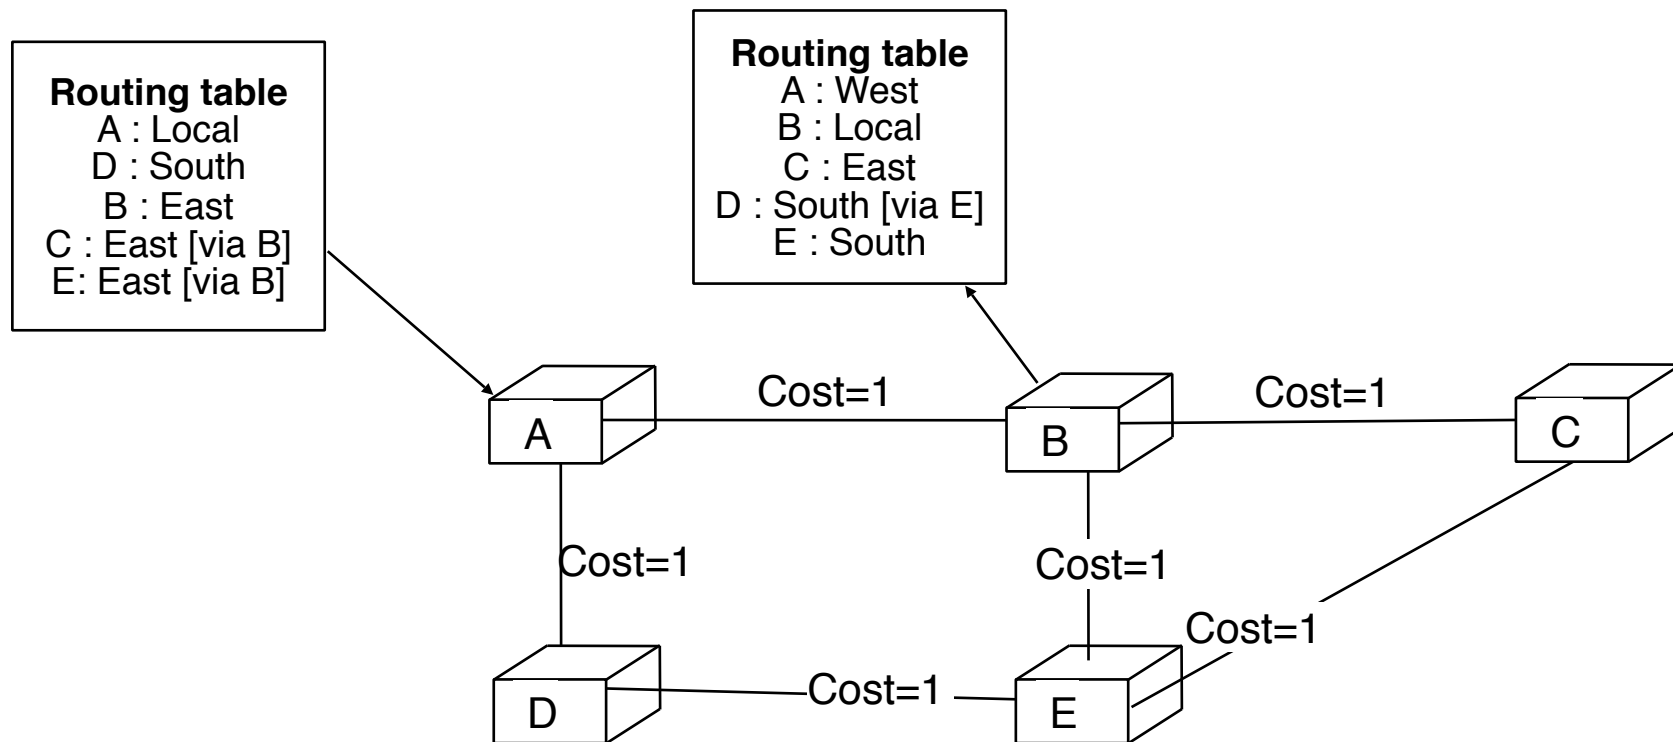 Routing table
A : Local
D : South
B : East
C : East [via B]
E: East [via B]
Routing table
A : West
B : Local
C : East
D : South [via E]
E : South
Cost=1
Cost=1
A
B
C
Cost=1
Cost=1
Cost=1
Cost=1
D
E